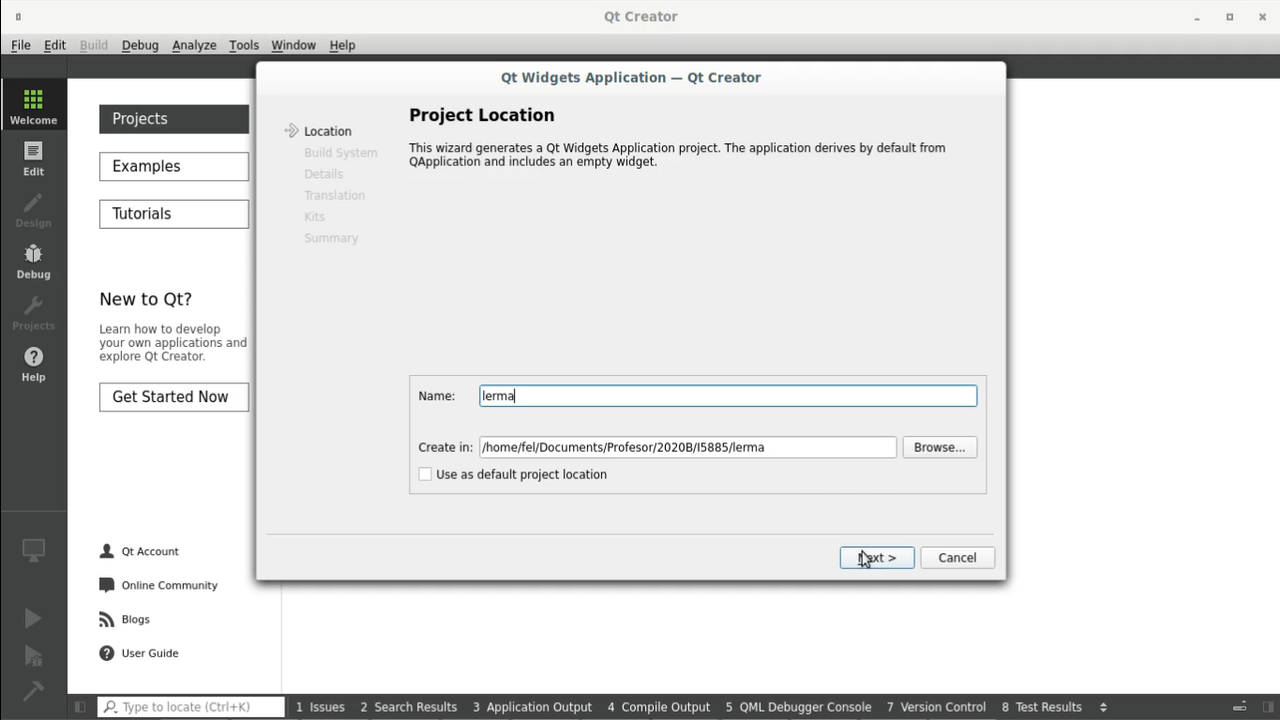 Qt Creator
File Edit Build Debug Analyze Tools Window Help
Qt Widgets Application — Qt Creator
Welcome
Edit
Design
Debug
Projects
Help
Projects
Examples
Tutorials
New to Qt?
Learn how to develop
your own applications and
explore Qt Creator.
Get Started Now
Qt Account
Online Community
Blogs
User Guide
Location
Build System
Details
Translation
Kits
Summary
Project Location
This wizard generates a Qt Widgets Application project. The application derives by default from
QApplication and includes an empty widget.
Name: lerma
Create in: /home/fel/Documents/Profesor/2020B/I5885/lerma Browse...
Use as default project location
Next > Cancel
Type to locate (Ctrl+K) 1 Issues 2 Search Results 3 Application Output 4 Compile Output 5 QML Debugger Console 7 Version Control 8 Test Results